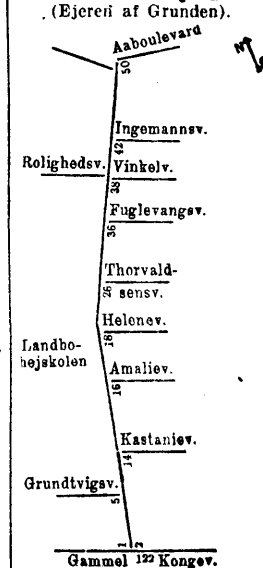 (Ejeren af Grunden).
Aaboulevard
50
N
S
Ingemannsv.
42
Rolighedsv. Vinkelv.
38
Fuglevangsv.
36
Thorvald-
sensv.
26
Helenev.
18
Landbo-
højskolen
Amaliev.
16
Kastaniev.
14
Grundtvigsv.
5
1 2
Gammel 122 Kongev.